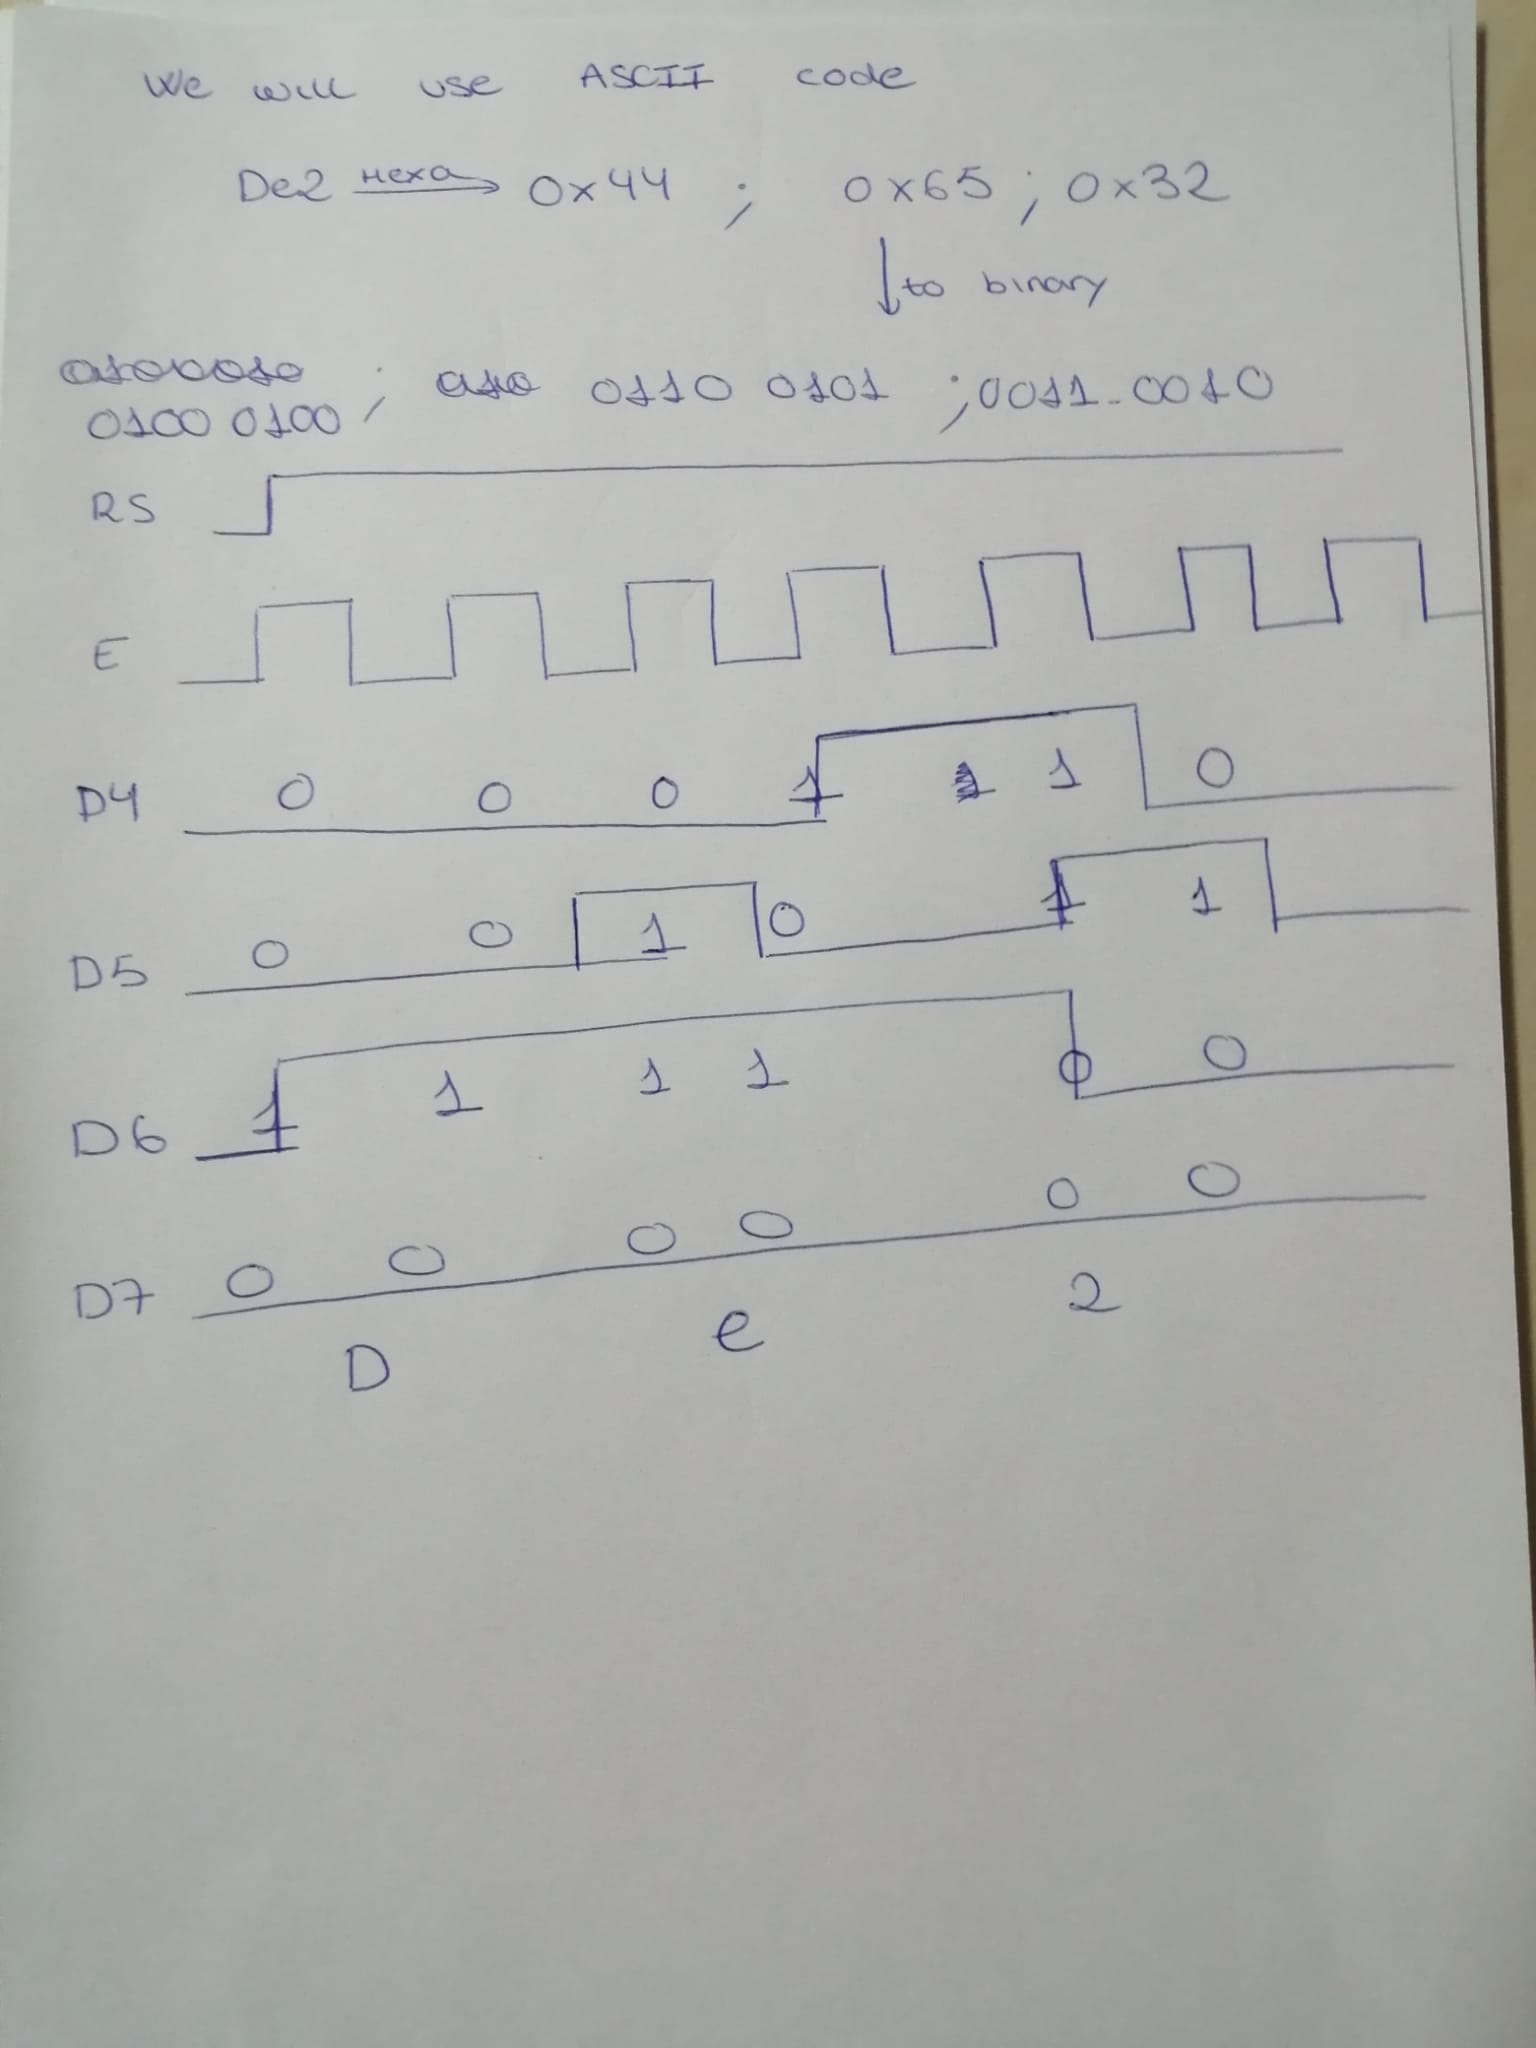 We will use ASCII code
De2 Hexa 0x44 ; 0x65 ; 0x32
to binary
0100 0100 ; 0110 0101 ; 0011-0010
RS
E
D4 0 0 0 1 1 0
D5 0 0 1 0 1 1
D6 1 1 1 1 0 0
D7 0 0 0 0 0 0
D e 2